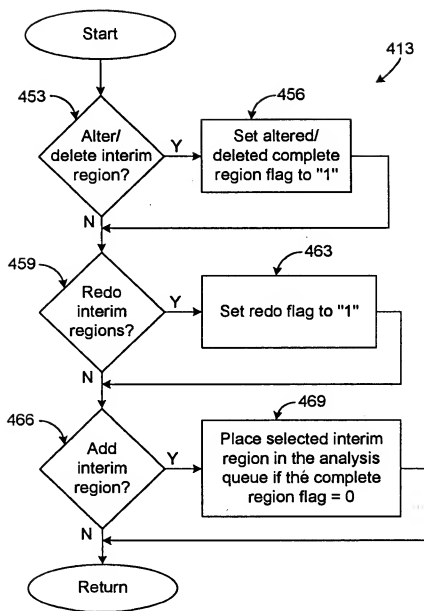 Start
413
453
456
Alter/
delete interim
region?
Y
Set altered/
deleted complete
region flag to "1"
N
459
463
Redo
interim
regions?
Y
Set redo flag to "1"
N
466
469
Add
interim
region?
Y
Place selected interim
region in the analysis
queue if the complete
region flag = 0
N
Return